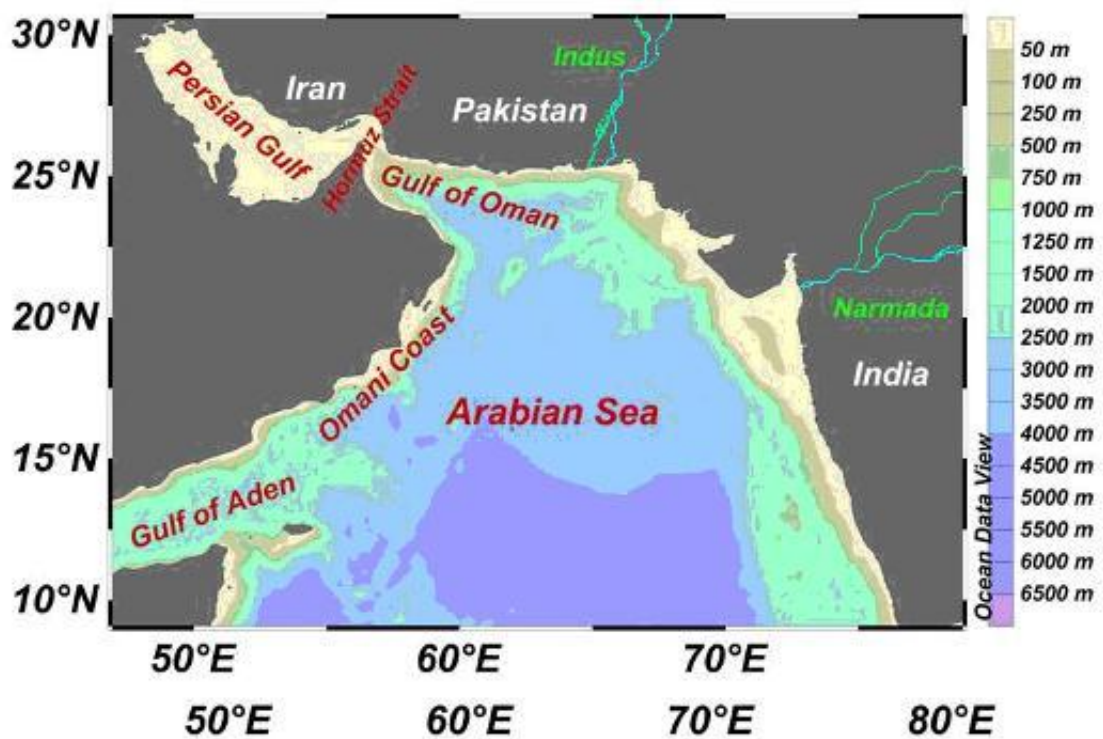 30°N
25°N
20°N
15°N
10°N
Persian Gulf
Iran
Hormuz Strait
Pakistan
Indus
Gulf of Oman
Narmada
India
Omani Coast
Arabian Sea
Gulf of Aden
50 m
100 m
250 m
500 m
750 m
1000 m
1250 m
1500 m
2000 m
2500 m
3000 m
3500 m
4000 m
4500 m
5000 m
5500 m
6000 m
6500 m
Ocean Data View
50°E 60°E 70°E
50°E 60°E 70°E 80°E